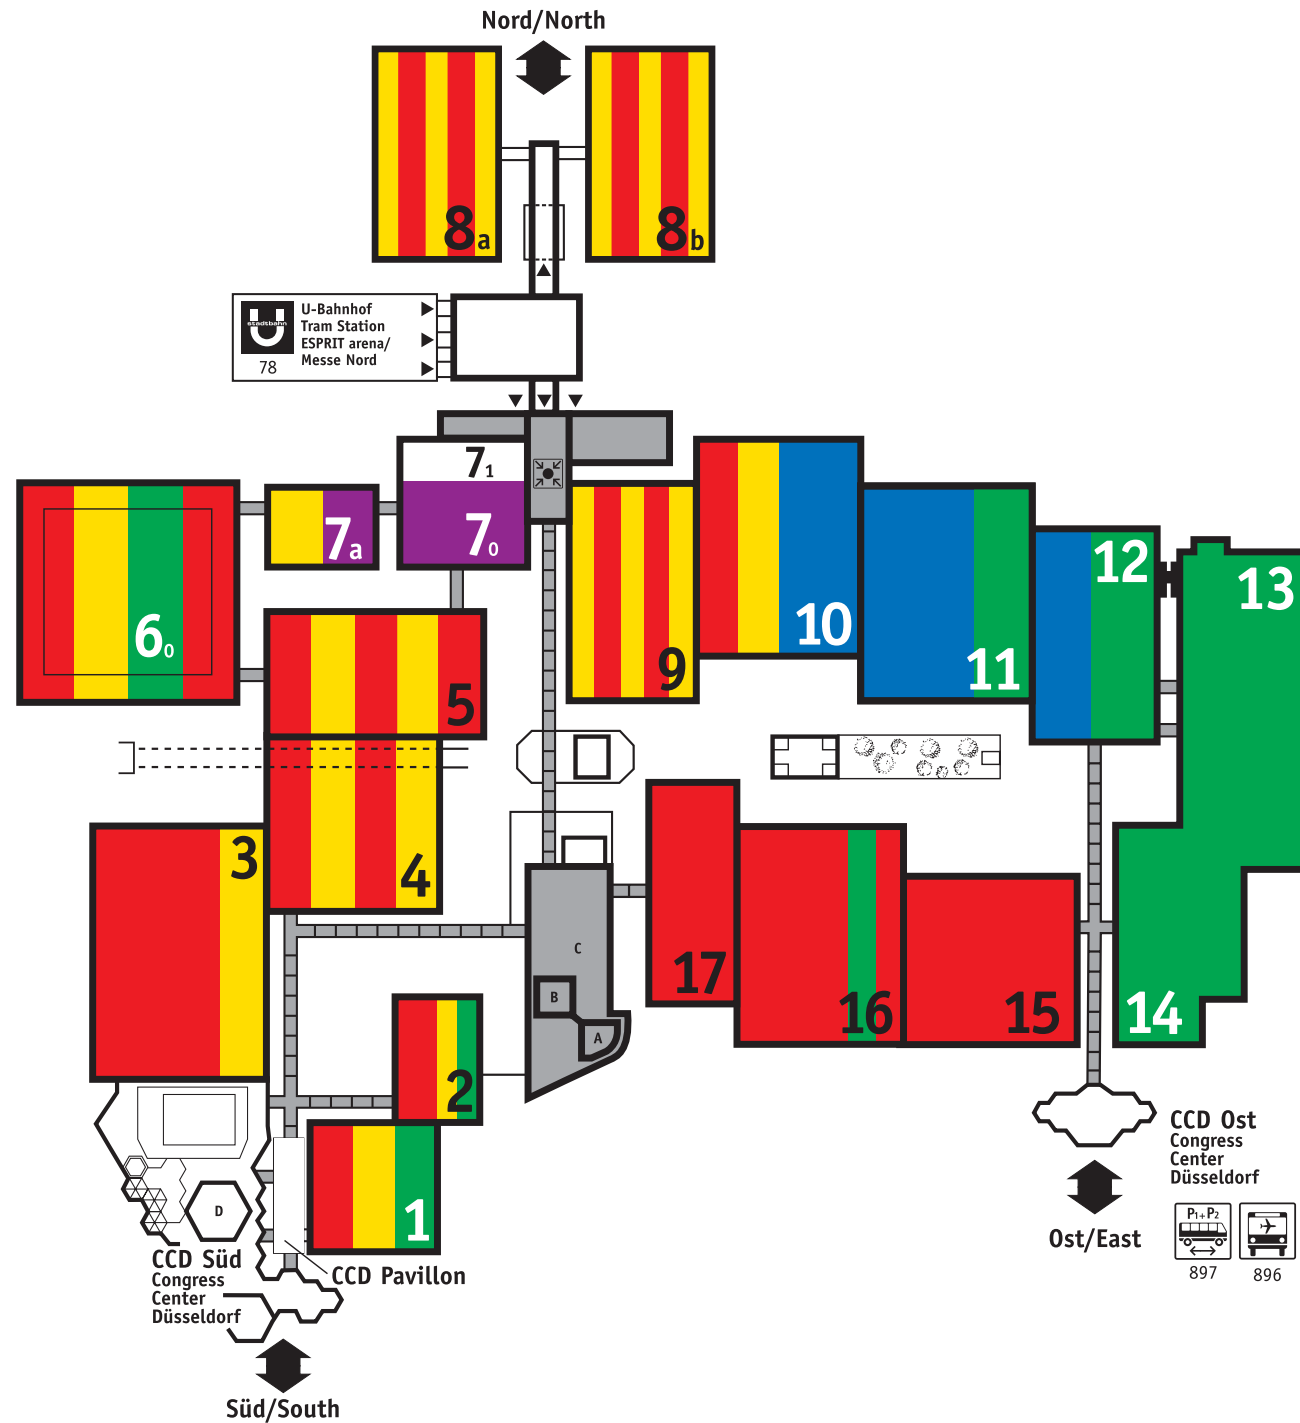 Nord/North
8a
8b
stadtbahn
U-Bahnhof
Tram Station
ESPRIT arena/
Messe Nord
78
7₁
7₀
7a
6₀
5
9
10
11
12
13
3
4
C
B
A
17
16
15
14
2
1
D
CCD Süd
Congress
Center
Düsseldorf
CCD Pavillon
Süd/South
CCD Ost
Congress
Center
Düsseldorf
Ost/East
P₁+P₂
897
896